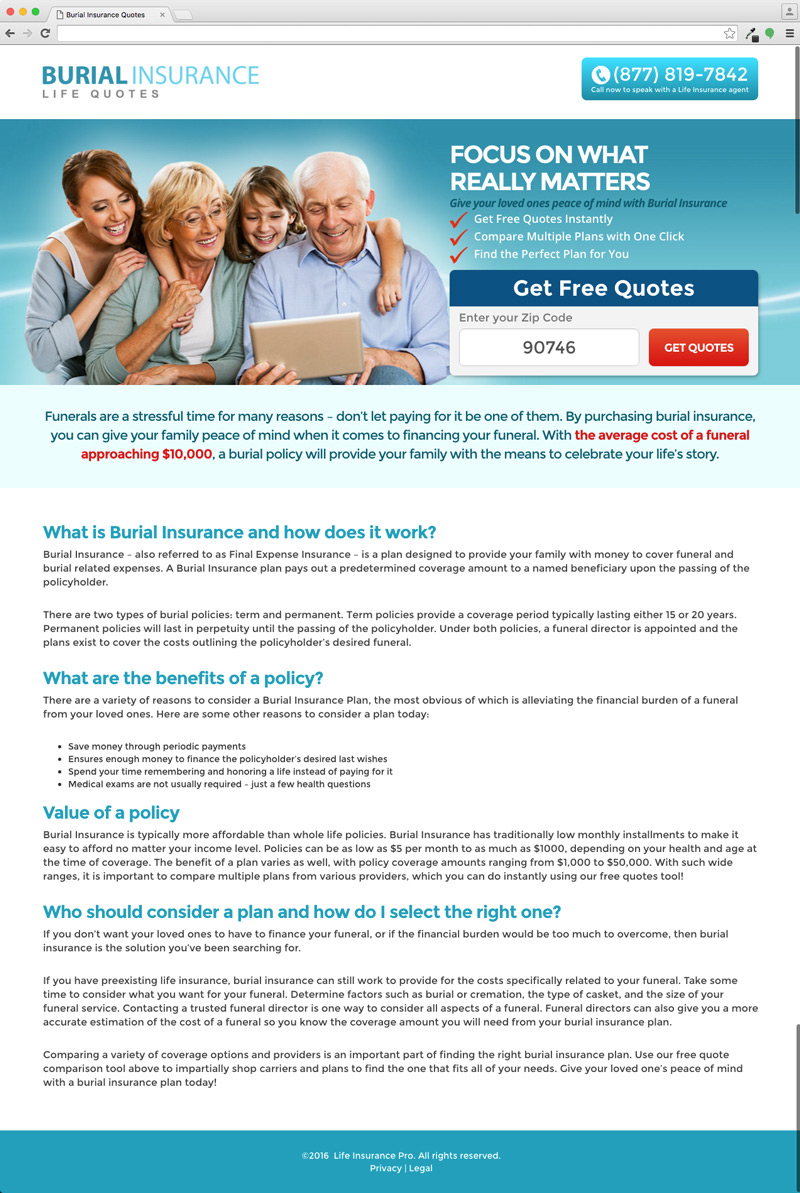 Burial Insurance Quotes
BURIAL INSURANCE
LIFE QUOTES
(877) 819-7842
Call now to speak with a Life Insurance agent
FOCUS ON WHAT
REALLY MATTERS
Give your loved ones peace of mind with Burial Insurance
Get Free Quotes Instantly
Compare Multiple Plans with One Click
Find the Perfect Plan for You
Get Free Quotes
Enter your Zip Code
90746
GET QUOTES
Funerals are a stressful time for many reasons – don't let paying for it be one of them. By purchasing burial insurance,
you can give your family peace of mind when it comes to financing your funeral. With the average cost of a funeral
approaching $10,000, a burial policy will provide your family with the means to celebrate your life's story.
What is Burial Insurance and how does it work?
Burial Insurance – also referred to as Final Expense Insurance – is a plan designed to provide your family with money to cover funeral and
burial related expenses. A Burial Insurance plan pays out a predetermined coverage amount to a named beneficiary upon the passing of the
policyholder.
There are two types of burial policies: term and permanent. Term policies provide a coverage period typically lasting either 15 or 20 years.
Permanent policies will last in perpetuity until the passing of the policyholder. Under both policies, a funeral director is appointed and the
plans exist to cover the costs outlining the policyholder's desired funeral.
What are the benefits of a policy?
There are a variety of reasons to consider a Burial Insurance Plan, the most obvious of which is alleviating the financial burden of a funeral
from your loved ones. Here are some other reasons to consider a plan today:
• Save money through periodic payments
• Ensures enough money to finance the policyholder's desired last wishes
• Spend your time remembering and honoring a life instead of paying for it
• Medical exams are not usually required – just a few health questions
Value of a policy
Burial Insurance is typically more affordable than whole life policies. Burial Insurance has traditionally low monthly installments to make it
easy to afford no matter your income level. Policies can be as low as $5 per month to as much as $1000, depending on your health and age at
the time of coverage. The benefit of a plan varies as well, with policy coverage amounts ranging from $1,000 to $50,000. With such wide
ranges, it is important to compare multiple plans from various providers, which you can do instantly using our free quotes tool!
Who should consider a plan and how do I select the right one?
If you don't want your loved ones to have to finance your funeral, or if the financial burden would be too much to overcome, then burial
insurance is the solution you've been searching for.
If you have preexisting life insurance, burial insurance can still work to provide for the costs specifically related to your funeral. Take some
time to consider what you want for your funeral. Determine factors such as burial or cremation, the type of casket, and the size of your
funeral service. Contacting a trusted funeral director is one way to consider all aspects of a funeral. Funeral directors can also give you a more
accurate estimation of the cost of a funeral so you know the coverage amount you will need from your burial insurance plan.
Comparing a variety of coverage options and providers is an important part of finding the right burial insurance plan. Use our free quote
comparison tool above to impartially shop carriers and plans to find the one that fits all of your needs. Give your loved one's peace of mind
with a burial insurance plan today!
©2016 Life Insurance Pro. All rights reserved.
Privacy | Legal